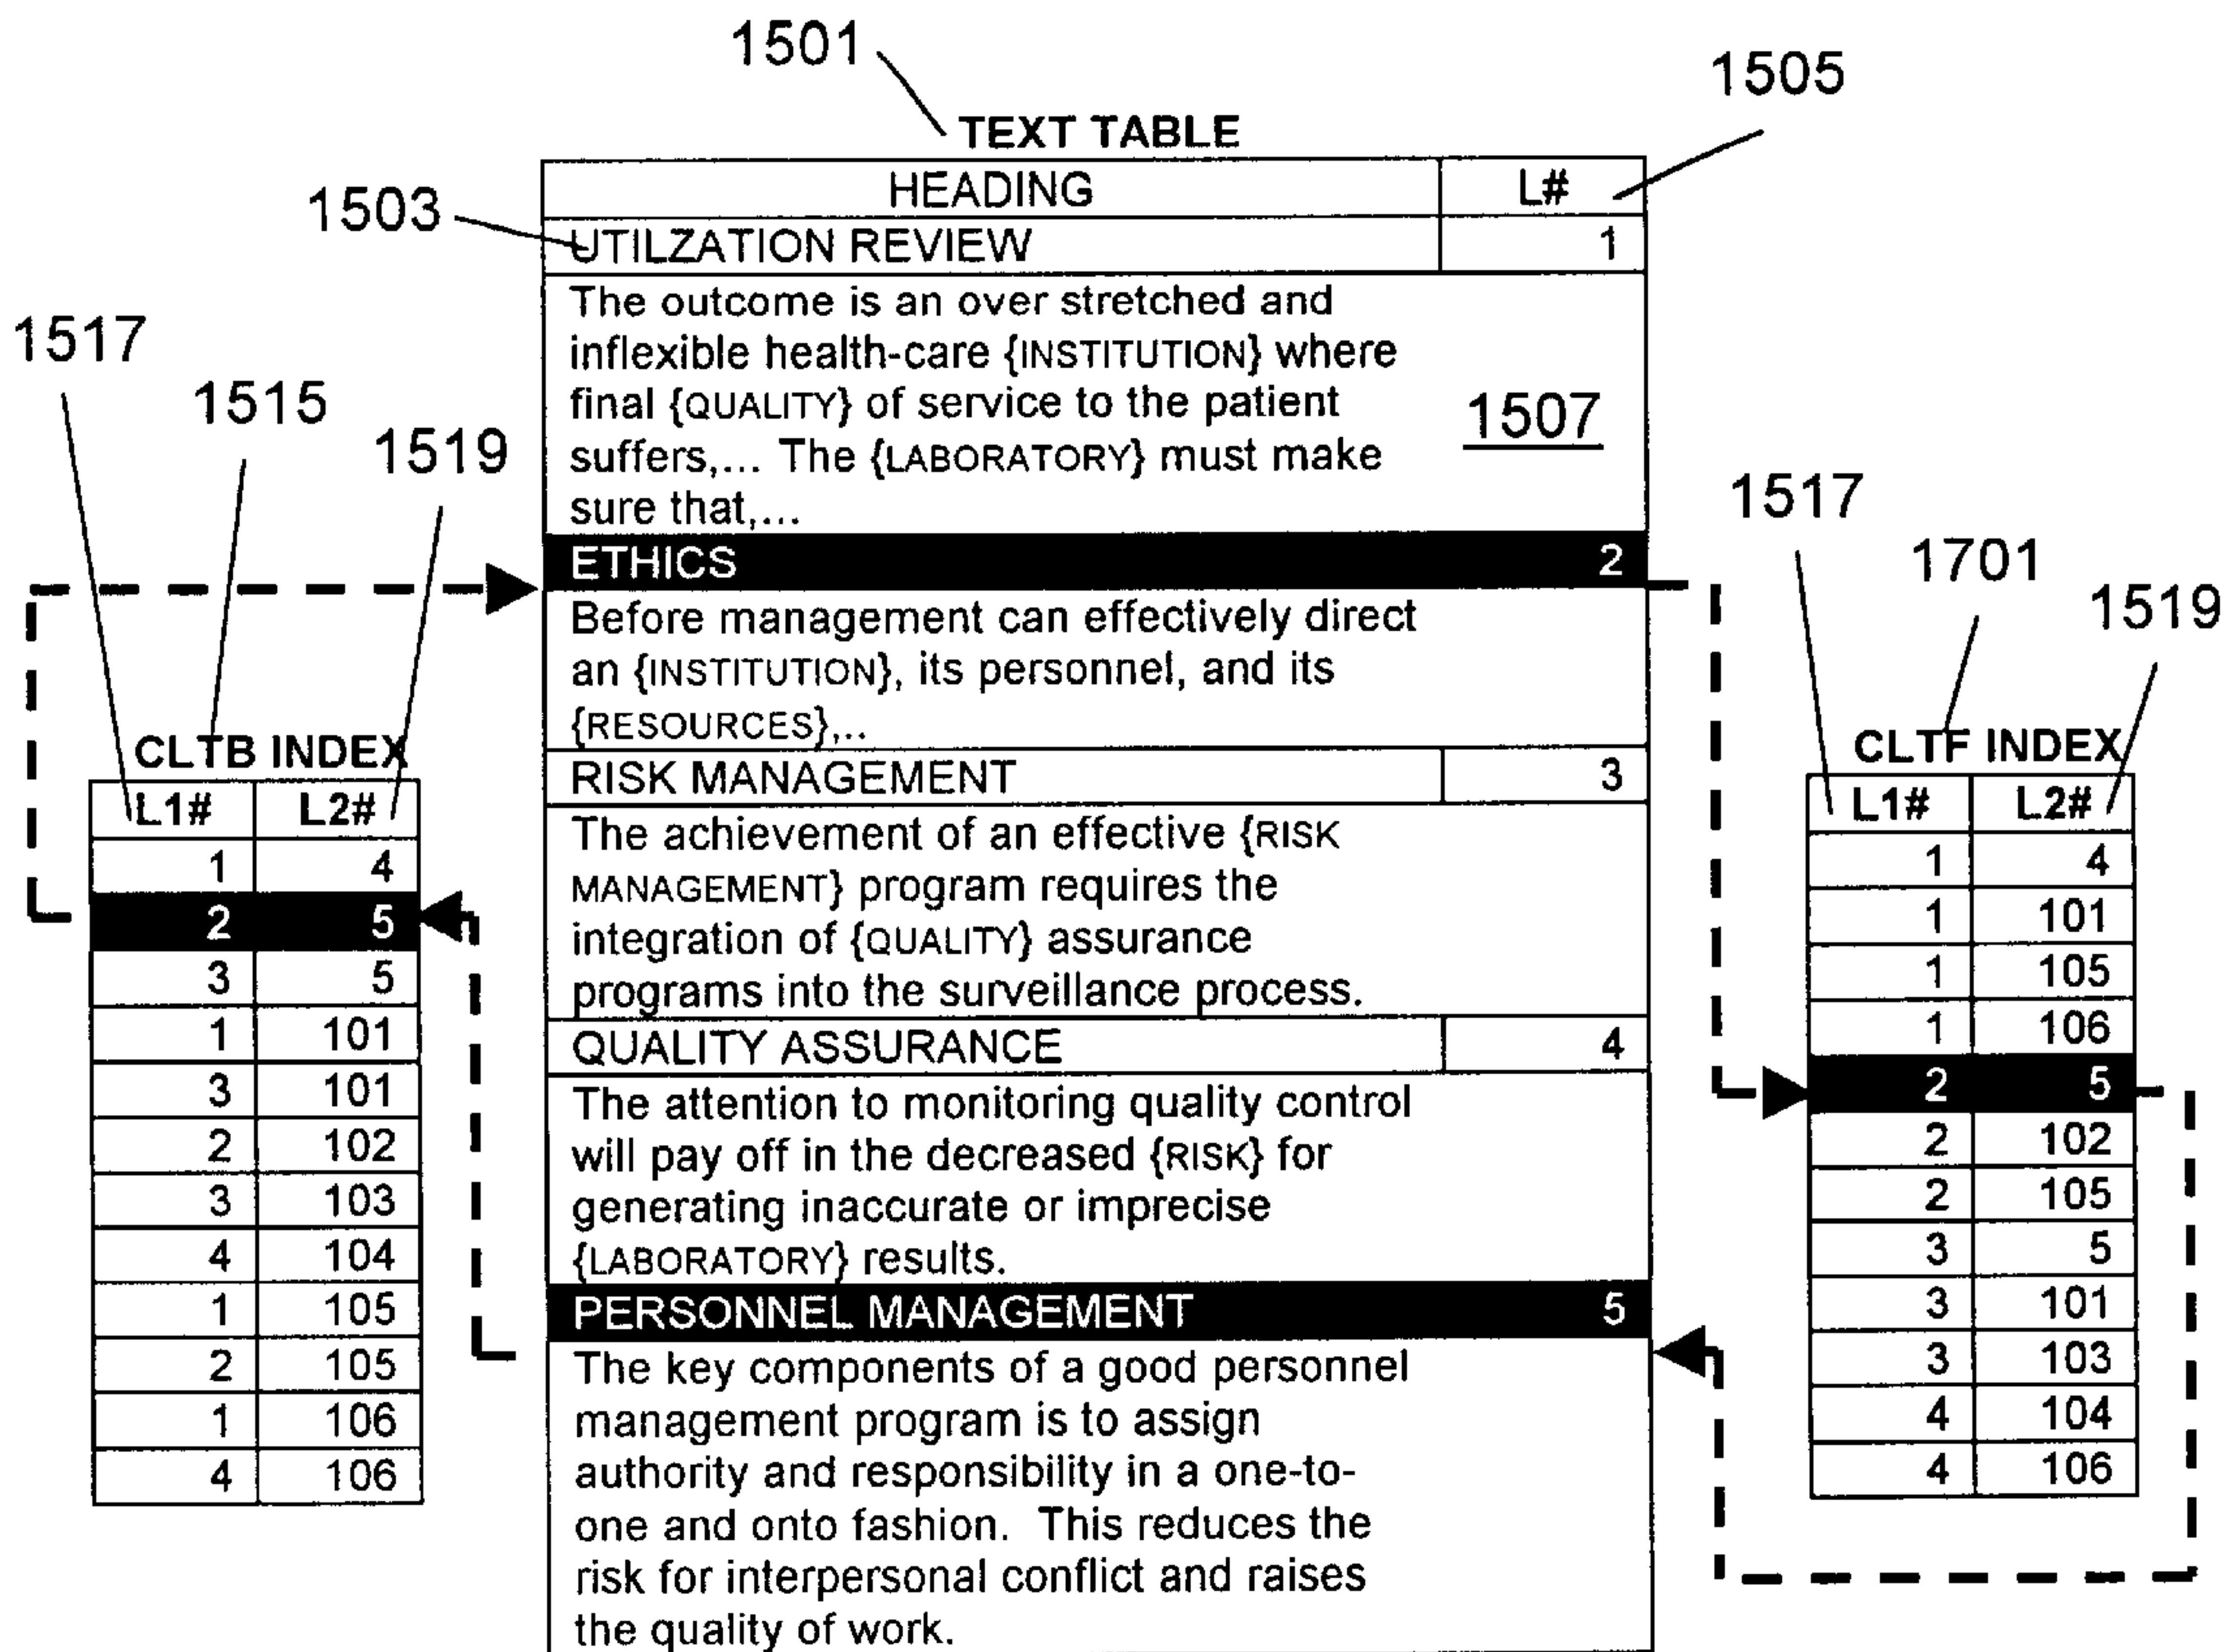 1501
1505
TEXT TABLE
HEADING L#
1503
UTILZATION REVIEW 1
The outcome is an over stretched and
inflexible health-care {INSTITUTION} where
final {QUALITY} of service to the patient
suffers,... The {LABORATORY} must make
sure that,...
1507
ETHICS 2
Before management can effectively direct
an {INSTITUTION}, its personnel, and its
{RESOURCES},..
RISK MANAGEMENT 3
The achievement of an effective {RISK
MANAGEMENT} program requires the
integration of {QUALITY} assurance
programs into the surveillance process.
QUALITY ASSURANCE 4
The attention to monitoring quality control
will pay off in the decreased {RISK} for
generating inaccurate or imprecise
{LABORATORY} results.
PERSONNEL MANAGEMENT 5
The key components of a good personnel
management program is to assign
authority and responsibility in a one-to-
one and onto fashion. This reduces the
risk for interpersonal conflict and raises
the quality of work.
1517
1515
1519
CLTB INDEX
L1# L2#
1 4
2 5
3 5
1 101
3 101
2 102
3 103
4 104
1 105
2 105
1 106
4 106
1517
1701
1519
CLTF INDEX
L1# L2#
1 4
1 101
1 105
1 106
2 5
2 102
2 105
3 5
3 101
3 103
4 104
4 106